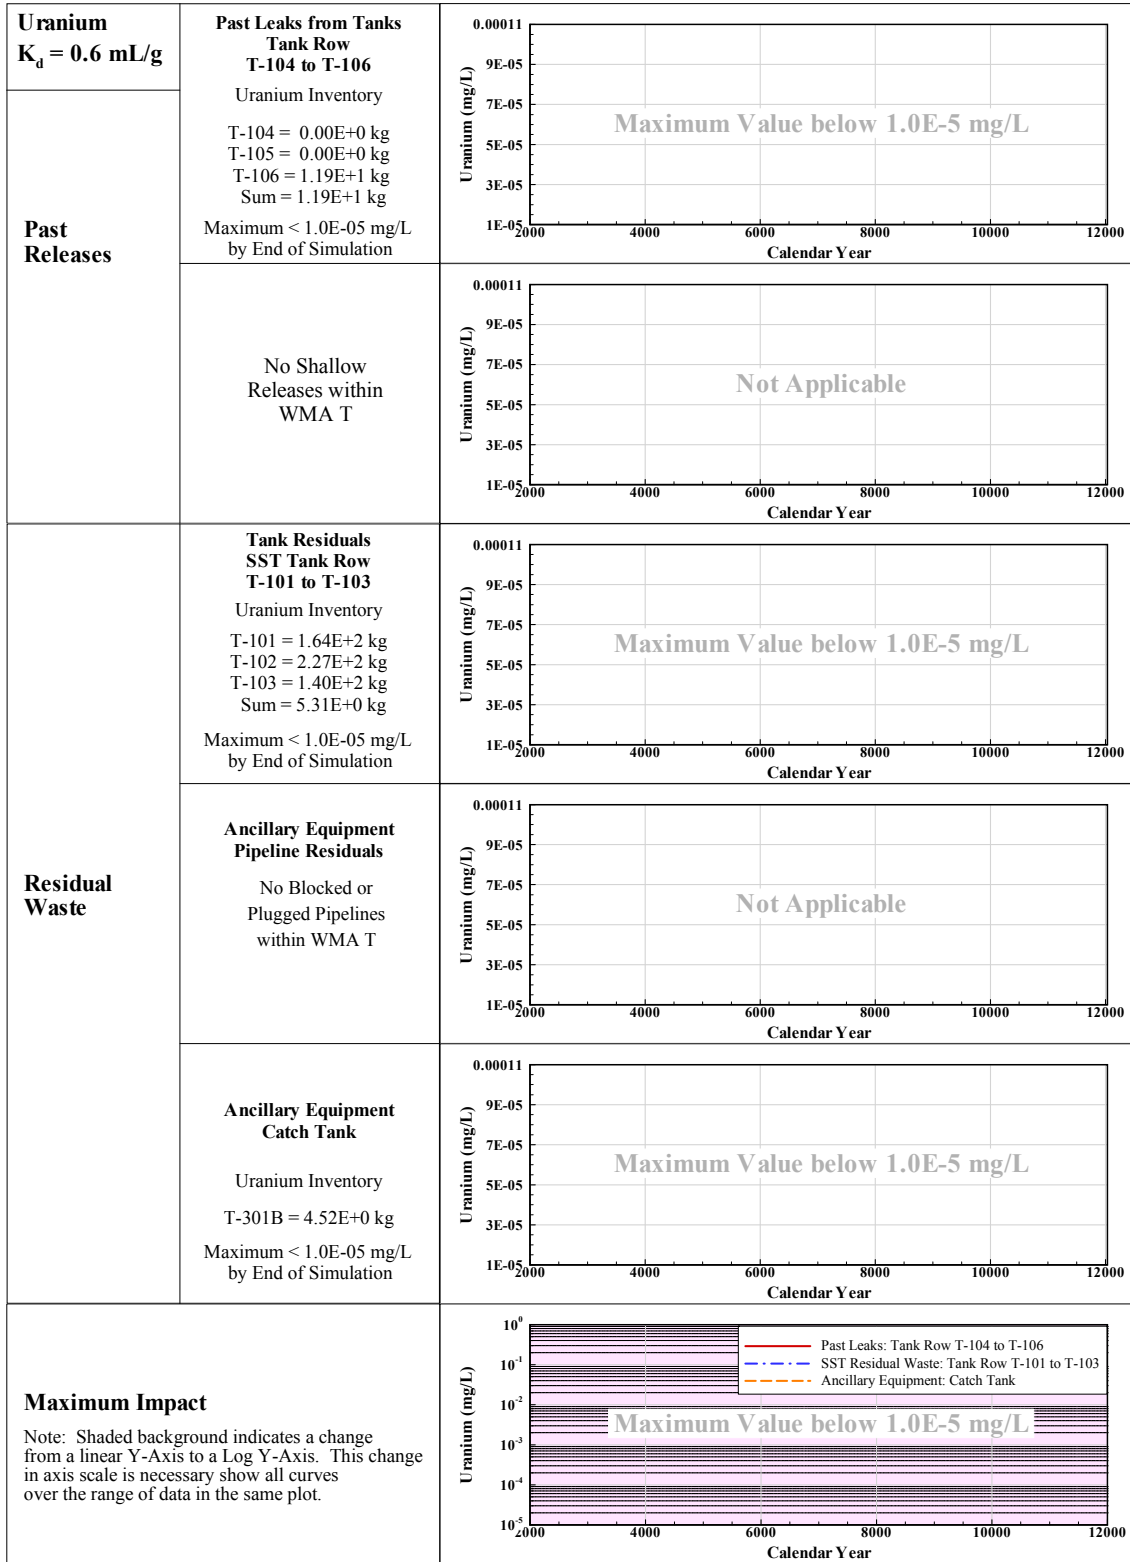 Uranium
K_d = 0.6 mL/g
Past Leaks from Tanks
Tank Row
T-104 to T-106
Uranium Inventory
T-104 = 0.00E+0 kg
T-105 = 0.00E+0 kg
T-106 = 1.19E+1 kg
Sum = 1.19E+1 kg
Maximum < 1.0E-05 mg/L
by End of Simulation
Uranium (mg/L)
0.00011
9E-05
7E-05
5E-05
3E-05
1E-05
Maximum Value below 1.0E-5 mg/L
2000 4000 6000 8000 10000 12000
Calendar Year
Past
Releases
No Shallow
Releases within
WMA T
Uranium (mg/L)
0.00011
9E-05
7E-05
5E-05
3E-05
1E-05
Not Applicable
2000 4000 6000 8000 10000 12000
Calendar Year
Residual
Waste
Tank Residuals
SST Tank Row
T-101 to T-103
Uranium Inventory
T-101 = 1.64E+2 kg
T-102 = 2.27E+2 kg
T-103 = 1.40E+2 kg
Sum = 5.31E+0 kg
Maximum < 1.0E-05 mg/L
by End of Simulation
Uranium (mg/L)
0.00011
9E-05
7E-05
5E-05
3E-05
1E-05
Maximum Value below 1.0E-5 mg/L
2000 4000 6000 8000 10000 12000
Calendar Year
Ancillary Equipment
Pipeline Residuals
No Blocked or
Plugged Pipelines
within WMA T
Uranium (mg/L)
0.00011
9E-05
7E-05
5E-05
3E-05
1E-05
Not Applicable
2000 4000 6000 8000 10000 12000
Calendar Year
Ancillary Equipment
Catch Tank
Uranium Inventory
T-301B = 4.52E+0 kg
Maximum < 1.0E-05 mg/L
by End of Simulation
Uranium (mg/L)
0.00011
9E-05
7E-05
5E-05
3E-05
1E-05
Maximum Value below 1.0E-5 mg/L
2000 4000 6000 8000 10000 12000
Calendar Year
Maximum Impact
Note: Shaded background indicates a change
from a linear Y-Axis to a Log Y-Axis. This change
in axis scale is necessary show all curves
over the range of data in the same plot.
Uranium (mg/L)
10^0
10^-1
10^-2
10^-3
10^-4
10^-5
Past Leaks: Tank Row T-104 to T-106
SST Residual Waste: Tank Row T-101 to T-103
Ancillary Equipment: Catch Tank
Maximum Value below 1.0E-5 mg/L
2000 4000 6000 8000 10000 12000
Calendar Year